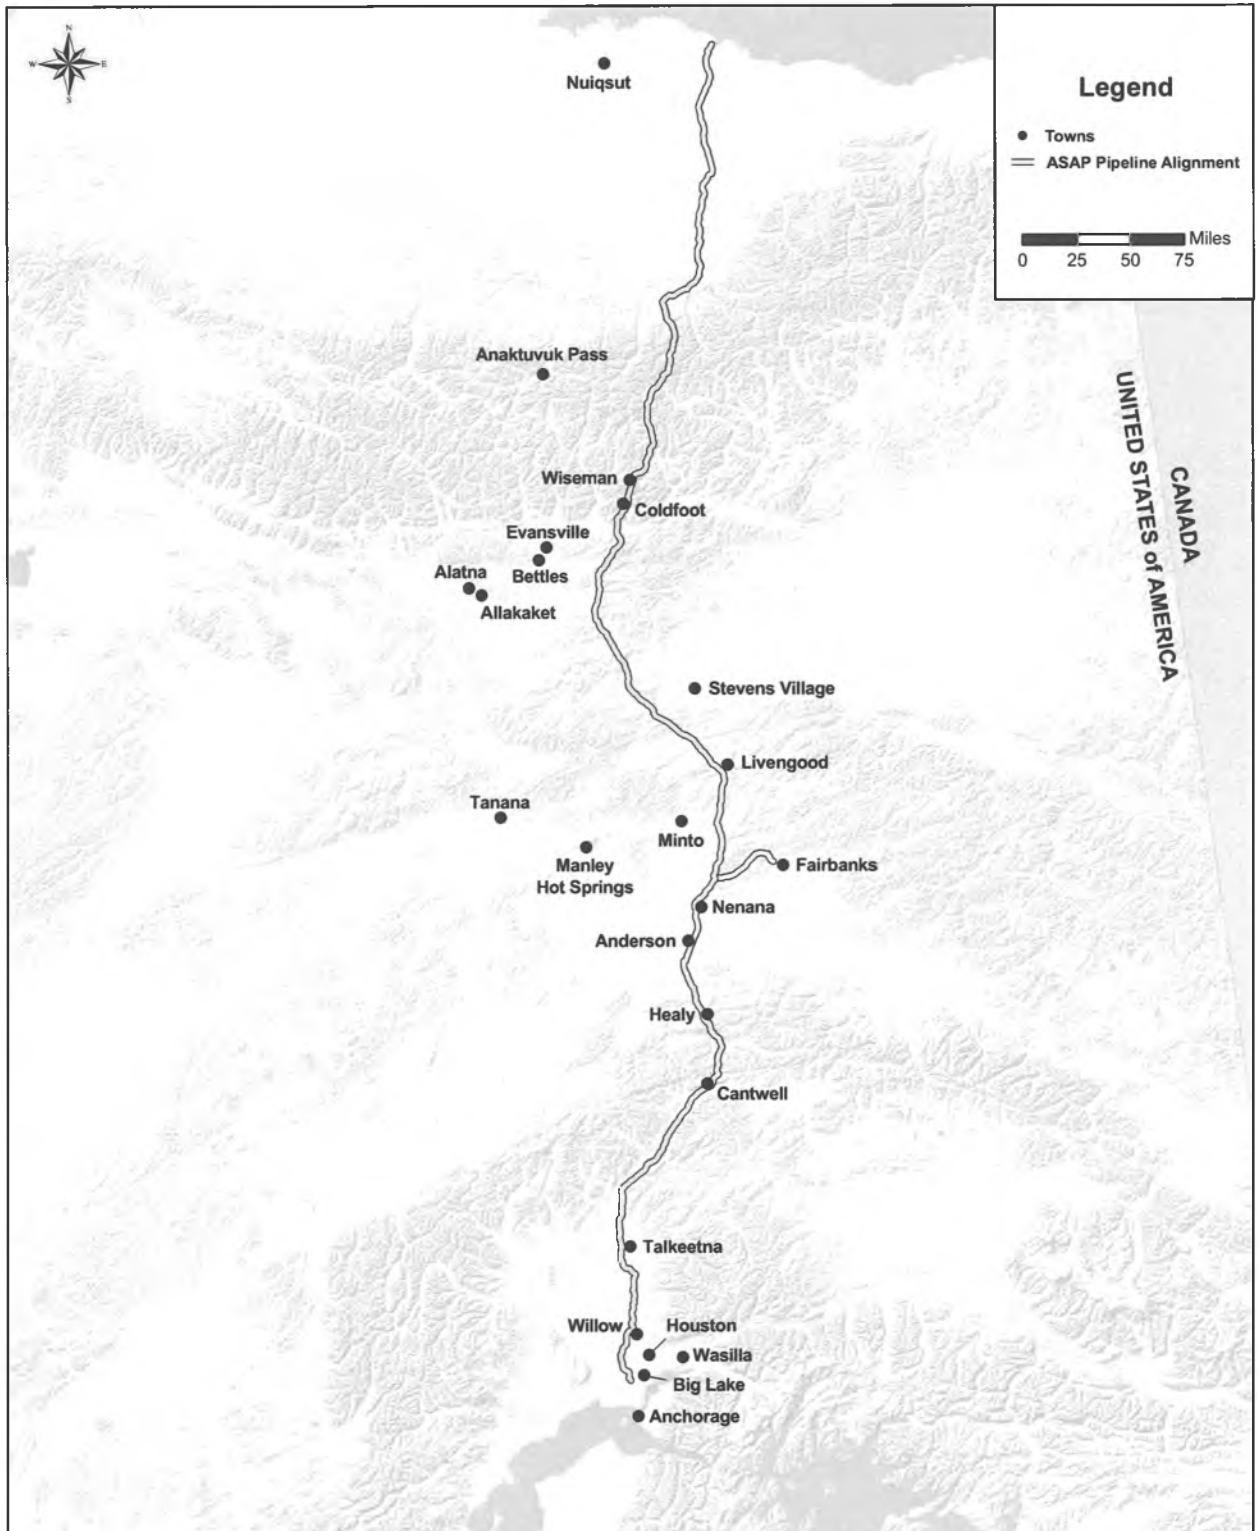 N
W E
S
Legend
Towns
ASAP Pipeline Alignment
Miles
0 25 50 75
Nuiqsut
Anaktuvuk Pass
UNITED STATES of AMERICA
CANADA
Wiseman
Coldfoot
Evansville
Bettles
Alatna
Allakaket
Stevens Village
Livengood
Tanana
Minto
Manley
Hot Springs
Fairbanks
Nenana
Anderson
Healy
Cantwell
Talkeetna
Willow
Houston
Wasilla
Big Lake
Anchorage